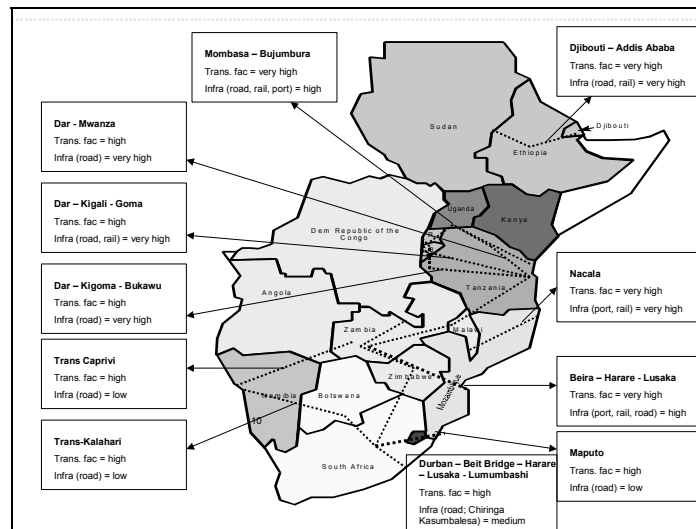 Mombasa – Bujumbura
Trans. fac = very high
Infra (road, rail, port) = high
Djibouti – Addis Ababa
Trans. fac = very high
Infra (road, rail) = very high
Dar - Mwanza
Trans. fac = high
Infra (road) = very high
Dar – Kigali - Goma
Trans. fac = high
Infra (road, rail) = very high
Dar – Kigoma - Bukawu
Trans. fac = high
Infra (road) = very high
Trans Caprivi
Trans. fac = high
Infra (road) = low
Trans-Kalahari
Trans. fac = high
Infra (road) = low
Nacala
Trans. fac = very high
Infra (port, rail) = very high
Beira – Harare - Lusaka
Trans. fac = very high
Infra (port, rail, road) = high
Maputo
Trans. fac = high
Infra (road) = low
Durban – Beit Bridge – Harare
– Lusaka - Lumumbashi
Trans. fac = high
Infra (road; Chiringa
Kasumbalesa) = medium
Sudan
Djibouti
Ethiopia
Uganda
Kenya
Dem Republic of the
Congo
R
B
Tanzania
Angola
Zambia
Malawi
Zimbabwe
Mozambique
Namibia
Botswana
10
South Africa